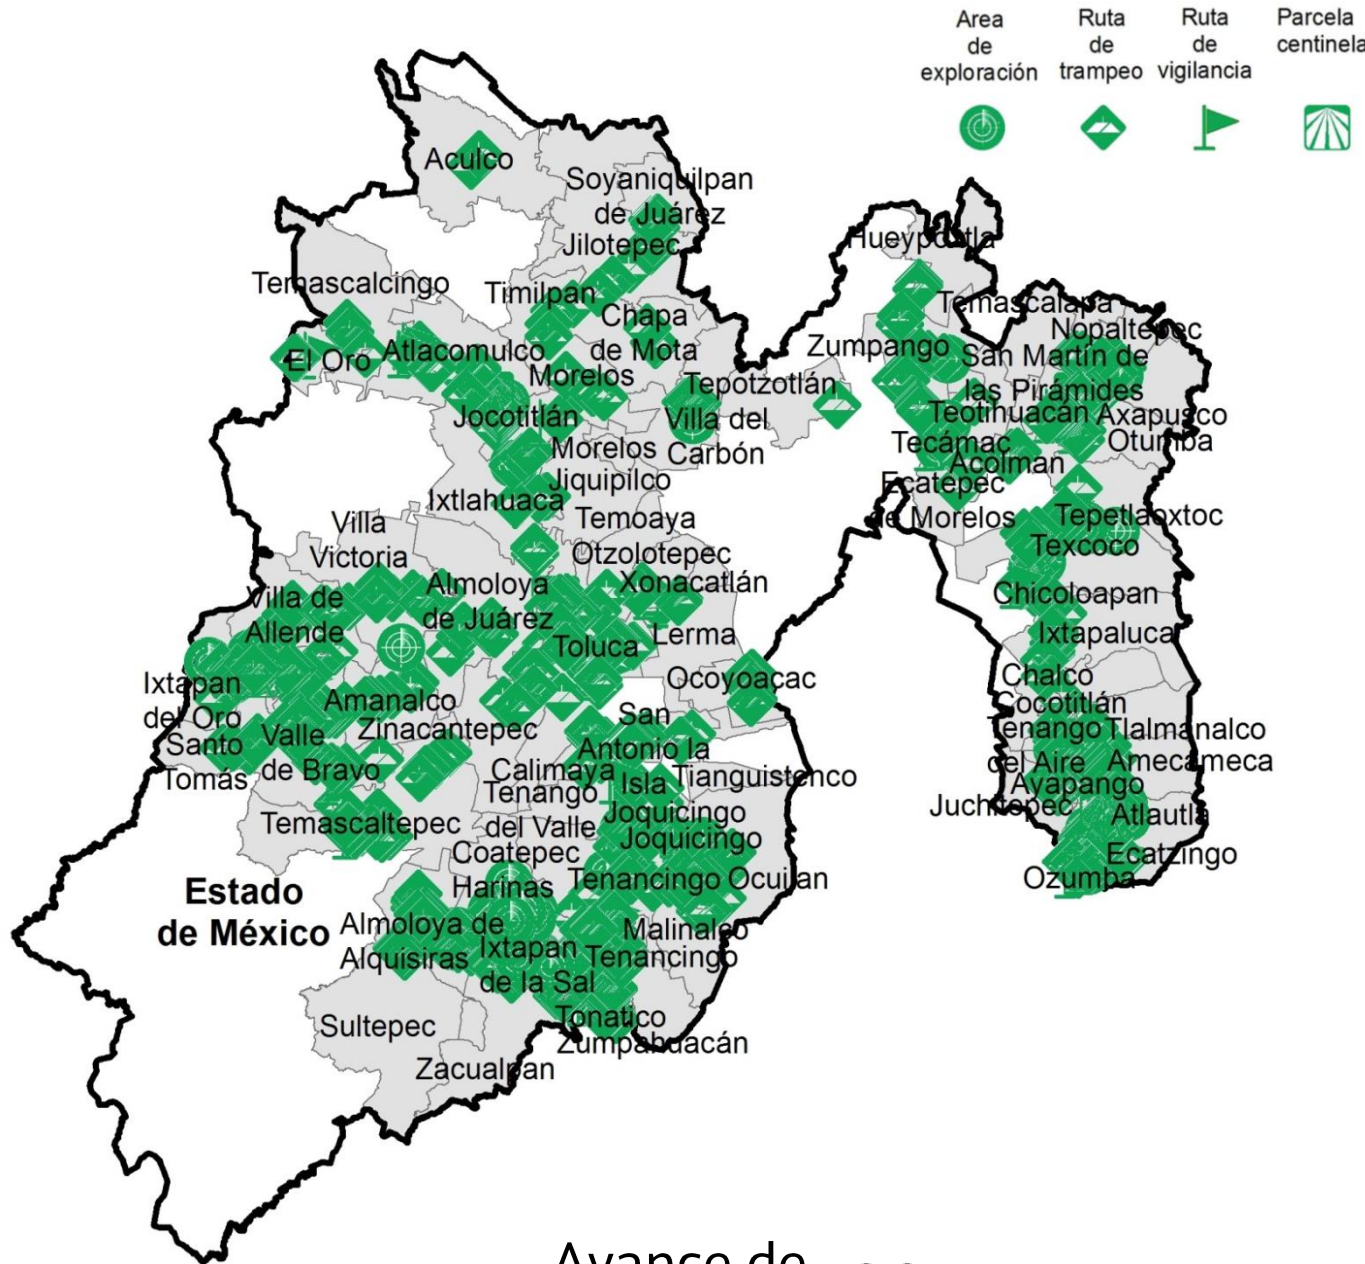 Area
de
exploración
Ruta
de
trampeo
Ruta
de
vigilancia
Parcela
centinela
Aculco
Soyaniquilpan
de Juárez
Jilotepec
Hueypoxtla
Temascalcingo
Timilpan
Chapa
de Mota
Temascalapa
Nopaltepec
Zumpango
San Martín de
las Pirámides
El Oro
Atlacomulco
Morelos
Tepotzotlán
Teotihuacán
Axapusco
Jocotitlán
Villa del
Carbón
Otumba
Tecámac
Acolman
Morelos
Jiquipilco
Ixtlahuaca
Ecatepec
de Morelos
Temoaya
Tepetlaoxtoc
Villa
Victoria
Otzolotepec
Texcoco
Almoloya
de Juárez
Xonacatlán
Villa de
Allende
Chicoloapan
Toluca
Lerma
Ixtapaluca
Ixtapan
del Oro
Amanalco
Ocoyoacac
Chalco
Cocotitlán
Zinacantepec
San
Antonio la
Isla
Tenango
del Aire
Tlalmanalco
Santo
Tomás
Valle
de Bravo
Calimaya
Tianguistenco
Amecameca
Ayapango
Tenango
del Valle
Joquicingo
Juchitepec
Atlautla
Temascaltepec
Joquicingo
Coatepec
Harinas
Tenancingo
Ocuilan
Ecatzingo
Ozumba
Estado
de México
Almoloya de
Alquisiras
Ixtapan
de la Sal
Malinalco
Tenancingo
Sultepec
Tonatico
Zumpahuacán
Zacualpan
Avance de